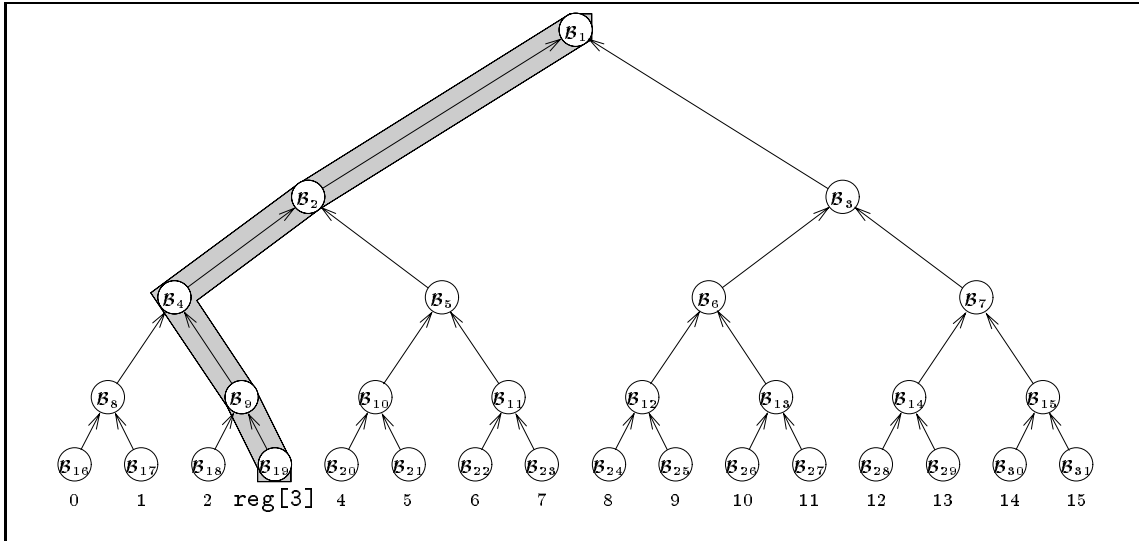 ℬ₁
ℬ₂ ℬ₃
ℬ₄ ℬ₅ ℬ₆ ℬ₇
ℬ₈ ℬ₉ ℬ₁₀ ℬ₁₁ ℬ₁₂ ℬ₁₃ ℬ₁₄ ℬ₁₅
ℬ₁₆ ℬ₁₇ ℬ₁₈ ℬ₁₉ ℬ₂₀ ℬ₂₁ ℬ₂₂ ℬ₂₃ ℬ₂₄ ℬ₂₅ ℬ₂₆ ℬ₂₇ ℬ₂₈ ℬ₂₉ ℬ₃₀ ℬ₃₁
0 1 2 reg[3] 4 5 6 7 8 9 10 11 12 13 14 15